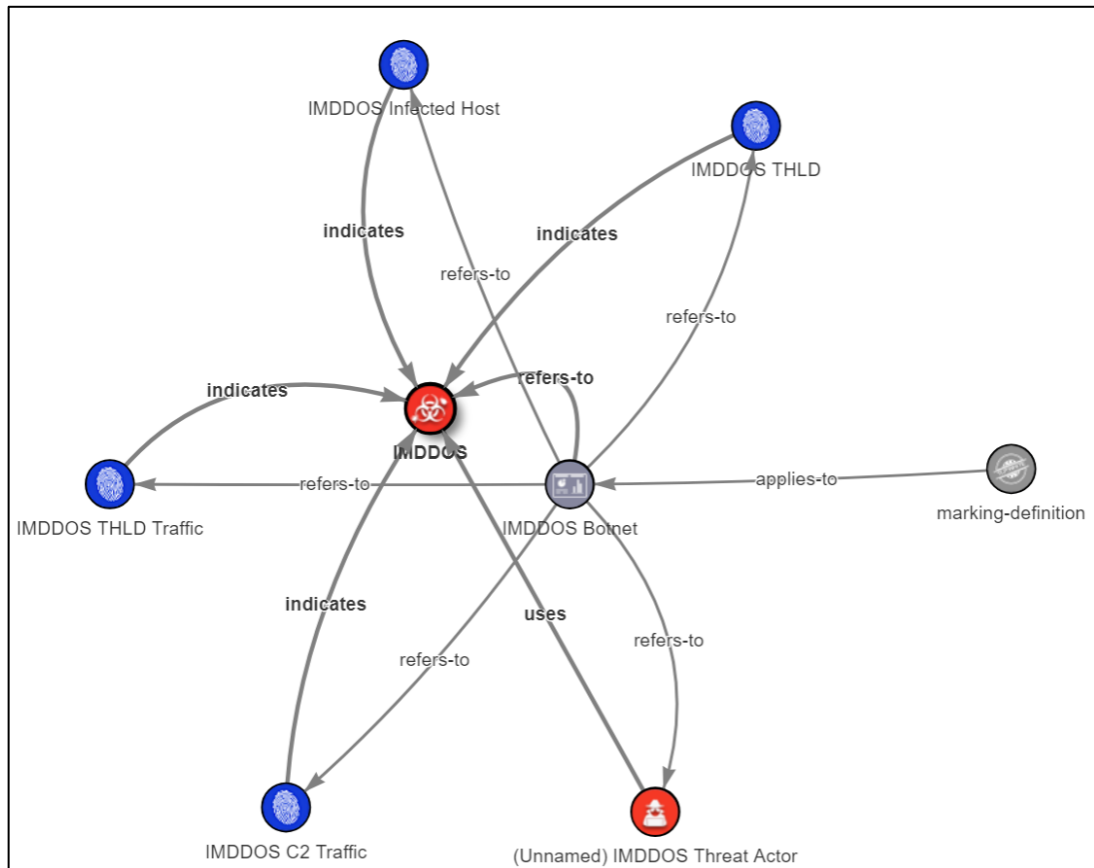 IMDDOS Infected Host
IMDDOS THLD
indicates
indicates
refers-to
refers-to
refers-to
indicates
IMDDOS
applies-to
refers-to
IMDDOS Botnet
marking-definition
IMDDOS THLD Traffic
indicates
uses
refers-to
refers-to
IMDDOS C2 Traffic
(Unnamed) IMDDOS Threat Actor